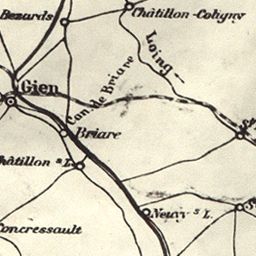 Bezards
Châtillon-Coligny
Loing
Can. de Briare
Gien
Briare
Châtillon s L.
Neuvy s L.
Concressault